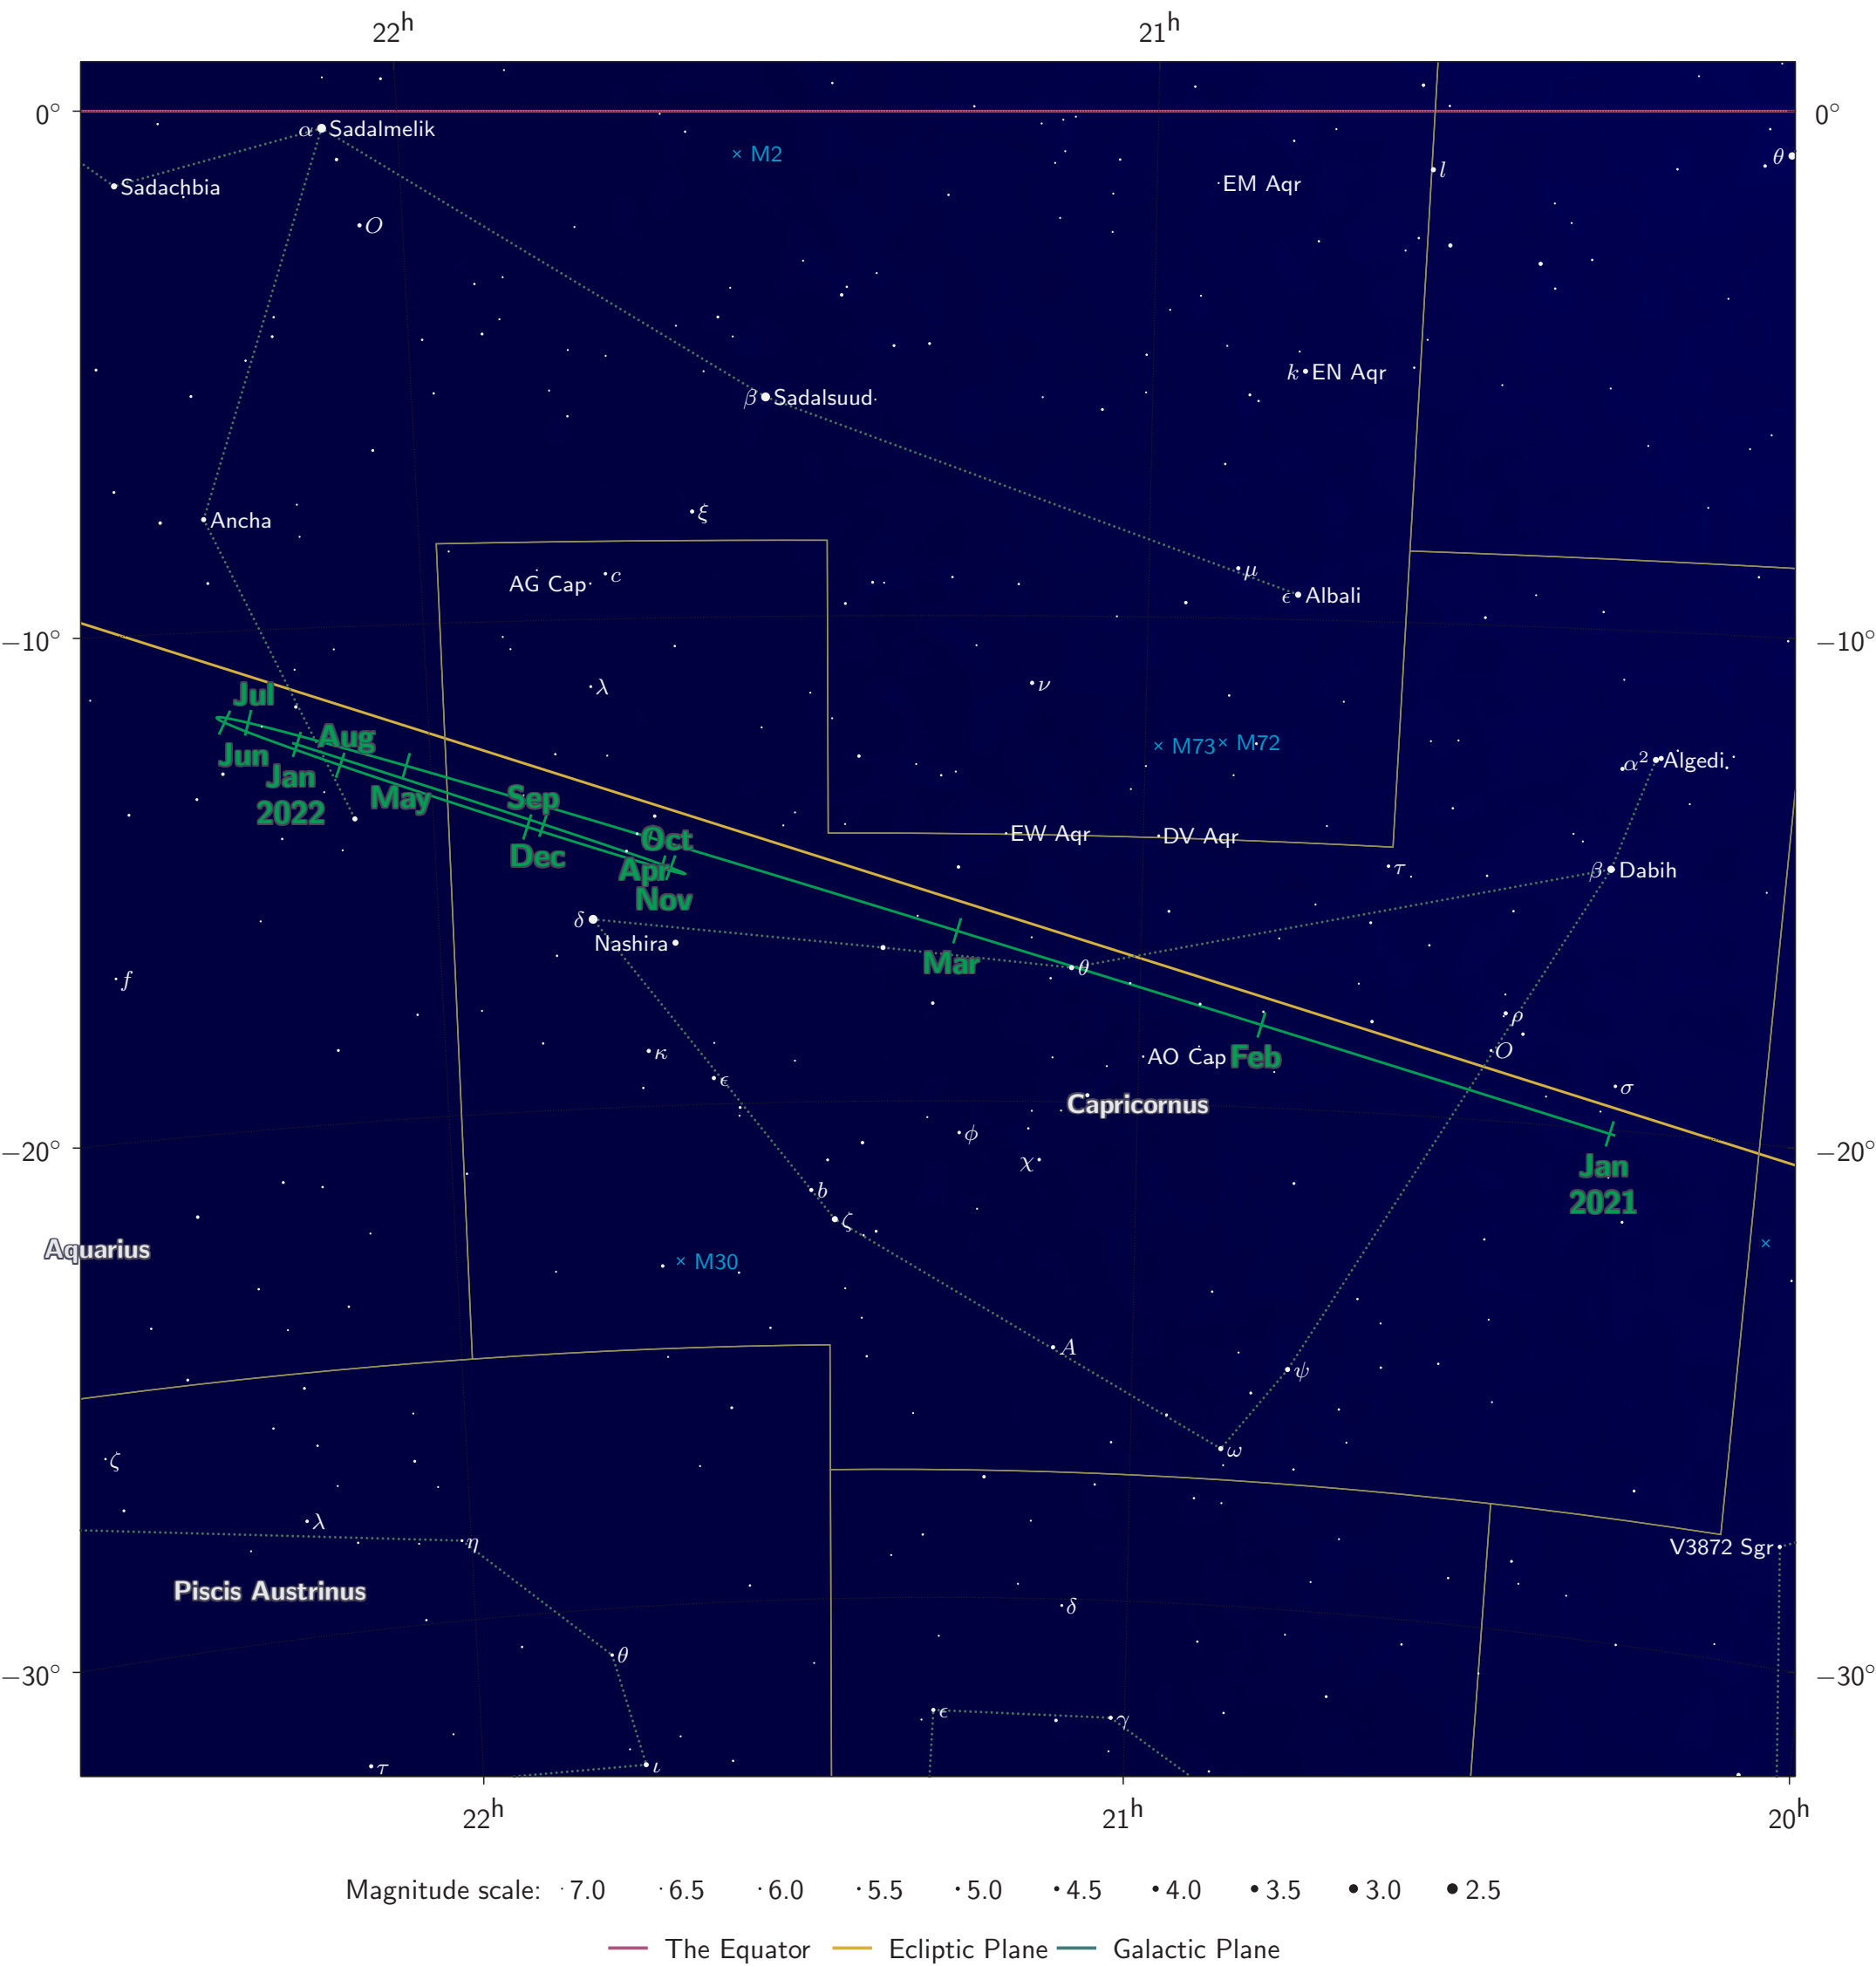 22h 21h
0° 0°
α Sadalmelik
M2
θ
Sadachbia
EM Aqr
l
O
k EN Aqr
β Sadalsuud
ξ
Ancha
μ
AG Cap c
ϵ Albali
−10° −10°
λ
ν
Jul
Aug
M73 M72
Jun
α² Algedi
Jan
2022
May
Sep
Oct
EW Aqr
DV Aqr
Dec
Apr
τ
β Dabih
Nov
δ
Nashira
Mar
θ
f
ρ
κ
AO Cap
Feb
O
ϵ
σ
Capricornus
φ
−20° −20°
χ
Jan
2021
b
ζ
Aquarius
M30
A
ψ
ω
ζ
λ
η
V3872 Sgr
Piscis Austrinus
δ
θ
−30° −30°
ϵ
γ
τ
ι
22h 21h 20h
Magnitude scale: 7.0 6.5 6.0 5.5 5.0 4.5 4.0 3.5 3.0 2.5
The Equator Ecliptic Plane Galactic Plane